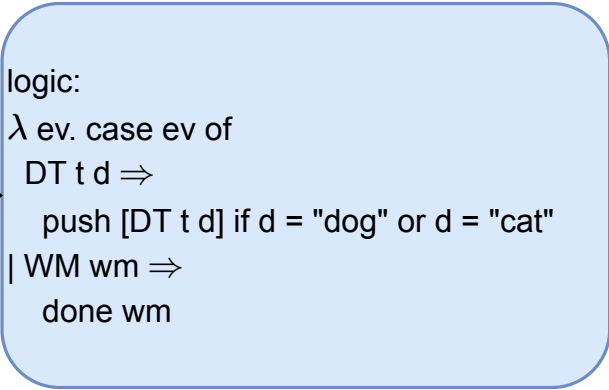 logic:
λ ev. case ev of
DT t d ⇒
push [DT t d] if d = "dog" or d = "cat"
| WM wm ⇒
done wm